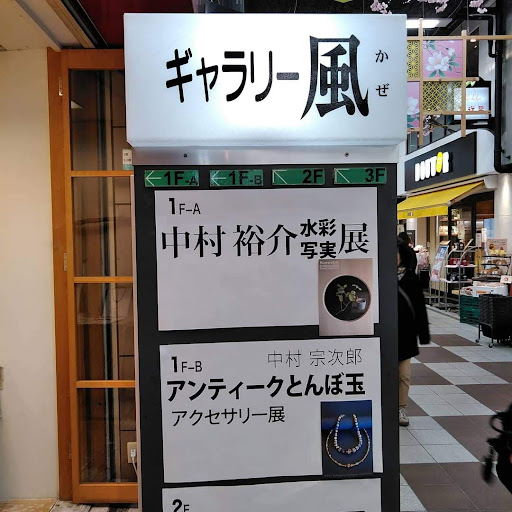 ギャラリー風
かぜ
←1F-A
←1F-B
↖2F
↖3F
DOUTOR
1F-A
中村 裕介 水彩写実展
1F-B
中村 宗次郎
アンティークとんぼ玉
アクセサリー展
2F